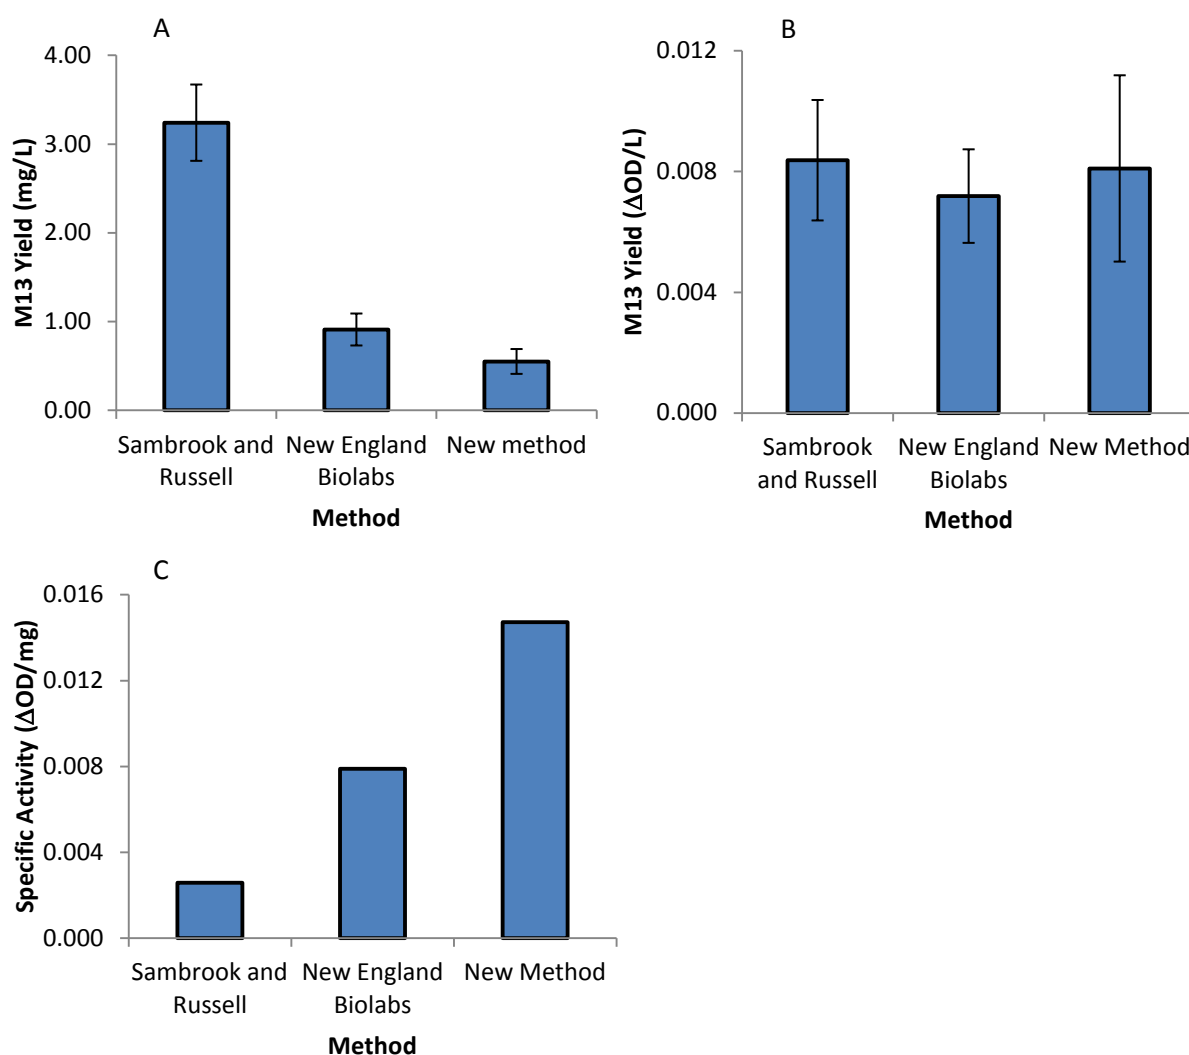 A
M13 Yield (mg/L)
4.00
3.00
2.00
1.00
0.00
Sambrook and
Russell
New England
Biolabs
New method
Method
B
M13 Yield (ΔOD/L)
0.012
0.008
0.004
0.000
Sambrook
and Russell
New England
Biolabs
New Method
Method
C
Specific Activity (ΔOD/mg)
0.016
0.012
0.008
0.004
0.000
Sambrook and
Russell
New England
Biolabs
New Method
Method